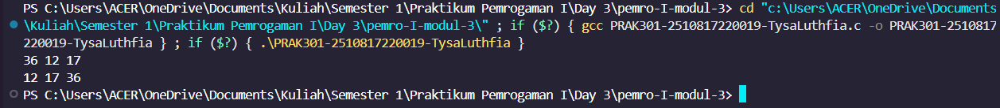 PS C:\Users\ACER\OneDrive\Documents\Kuliah\Semester 1\Praktikum Pemrogaman I\Day 3\pemro-I-modul-3> cd "c:\Users\ACER\OneDrive\Documents
\Kuliah\Semester 1\Praktikum Pemrogaman I\Day 3\pemro-I-modul-3\" ; if ($?) { gcc PRAK301-2510817220019-TysaLuthfia.c -o PRAK301-2510817
220019-TysaLuthfia } ; if ($?) { .\PRAK301-2510817220019-TysaLuthfia }
36 12 17
12 17 36
PS C:\Users\ACER\OneDrive\Documents\Kuliah\Semester 1\Praktikum Pemrogaman I\Day 3\pemro-I-modul-3>